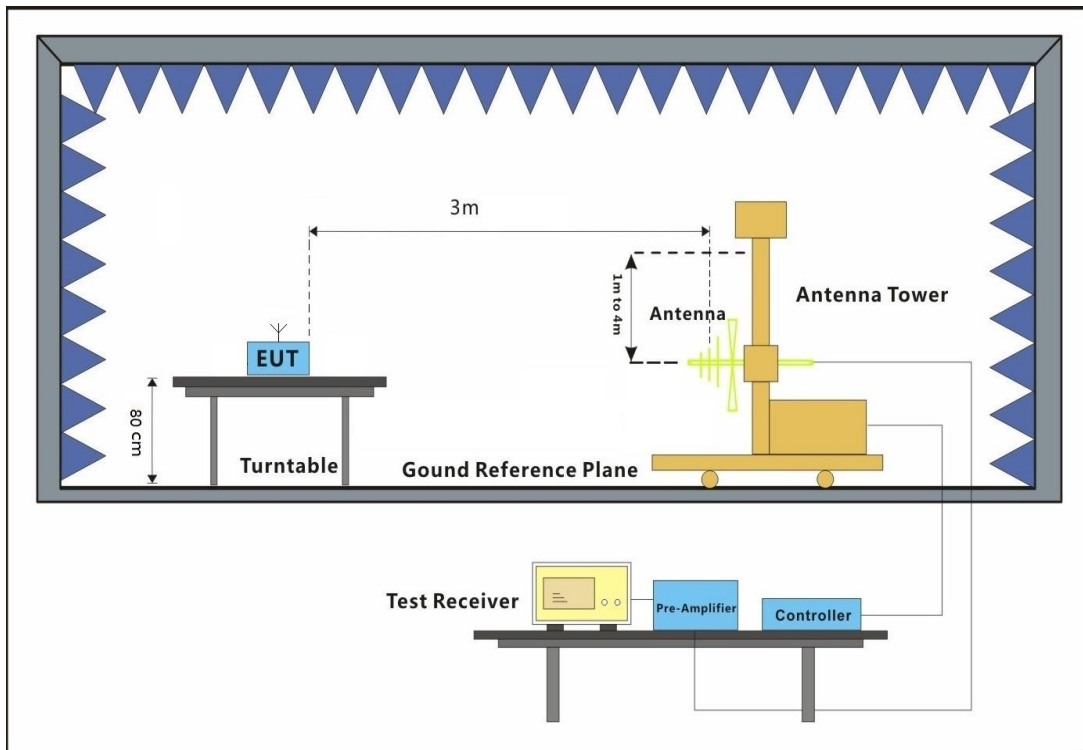 3m
1m to 4m
Antenna
Antenna Tower
EUT
80 cm
Turntable
Gound Reference Plane
Test Receiver
Pre-Amplifier
Controller